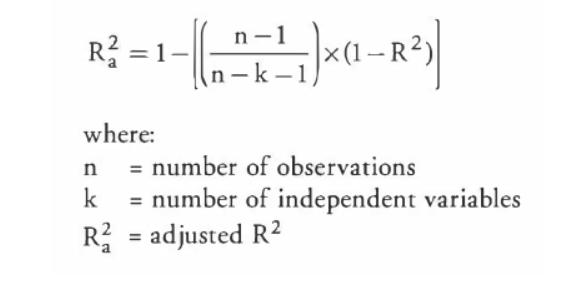 R²ₐ = 1 − [((n − 1) / (n − k − 1)) × (1 − R²)]
where:
n = number of observations
k = number of independent variables
R²ₐ = adjusted R²